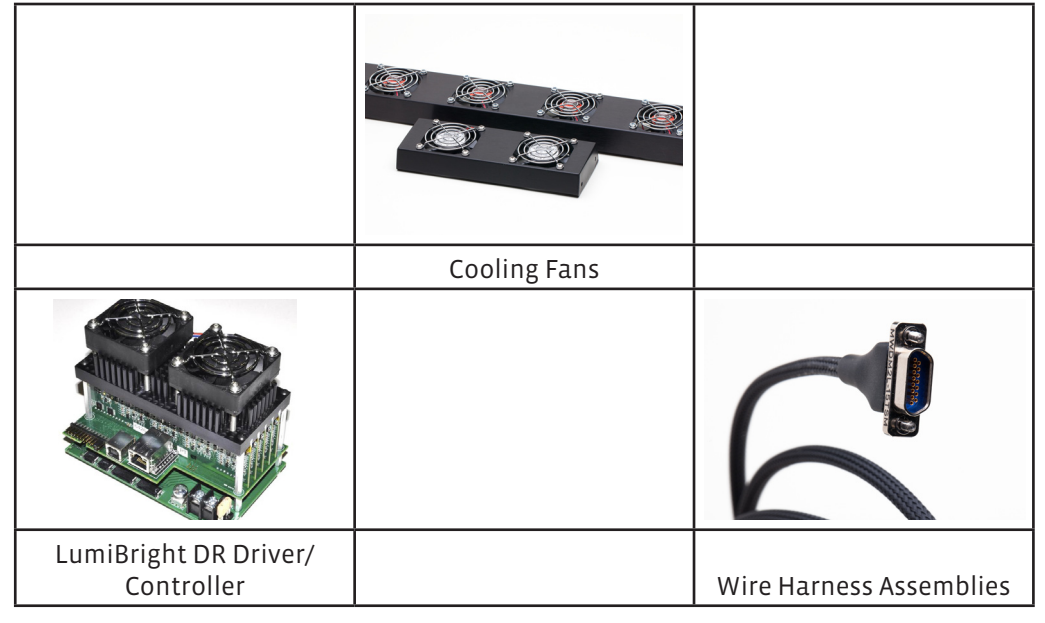 Cooling Fans
LumiBright DR Driver/
Controller
Wire Harness Assemblies